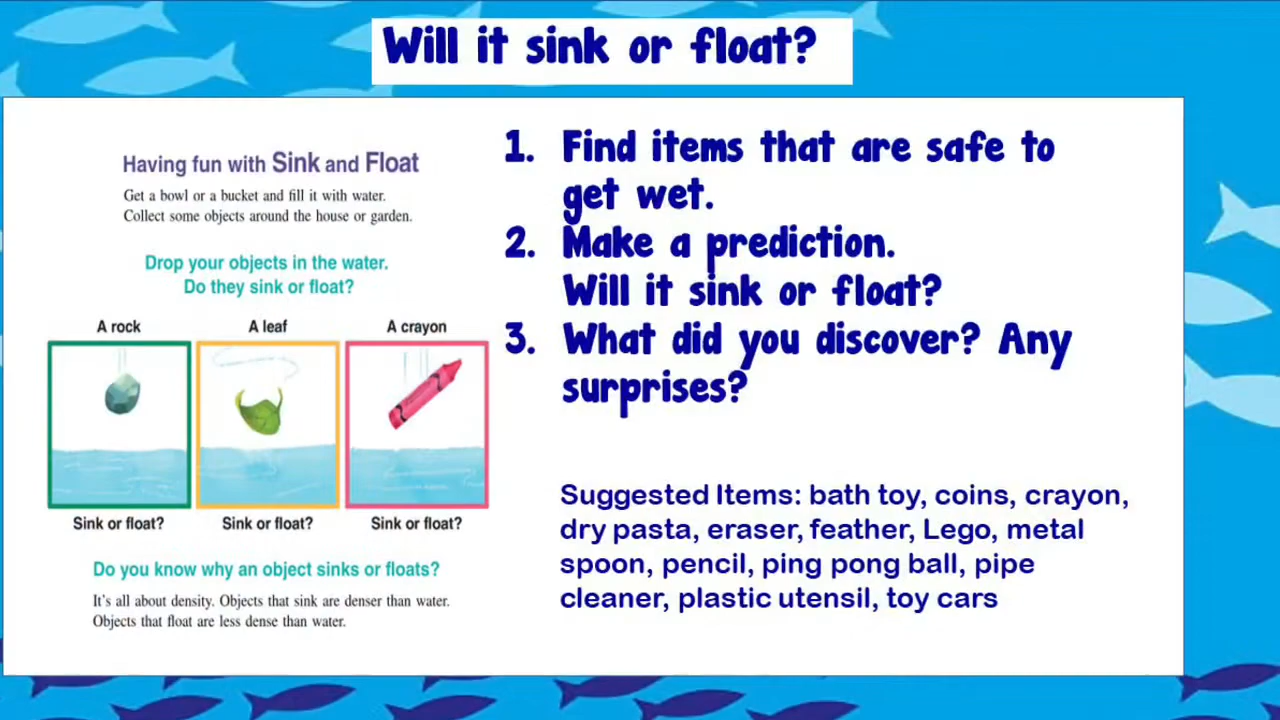 Will it sink or float?
Having fun with Sink and Float
Get a bowl or a bucket and fill it with water.
Collect some objects around the house or garden.
Drop your objects in the water.
Do they sink or float?
A rock
A leaf
A crayon
Sink or float?
Sink or float?
Sink or float?
Do you know why an object sinks or floats?
It's all about density. Objects that sink are denser than water.
Objects that float are less dense than water.
1. Find items that are safe to
get wet.
2. Make a prediction.
Will it sink or float?
3. What did you discover? Any
surprises?
Suggested Items: bath toy, coins, crayon,
dry pasta, eraser, feather, Lego, metal
spoon, pencil, ping pong ball, pipe
cleaner, plastic utensil, toy cars